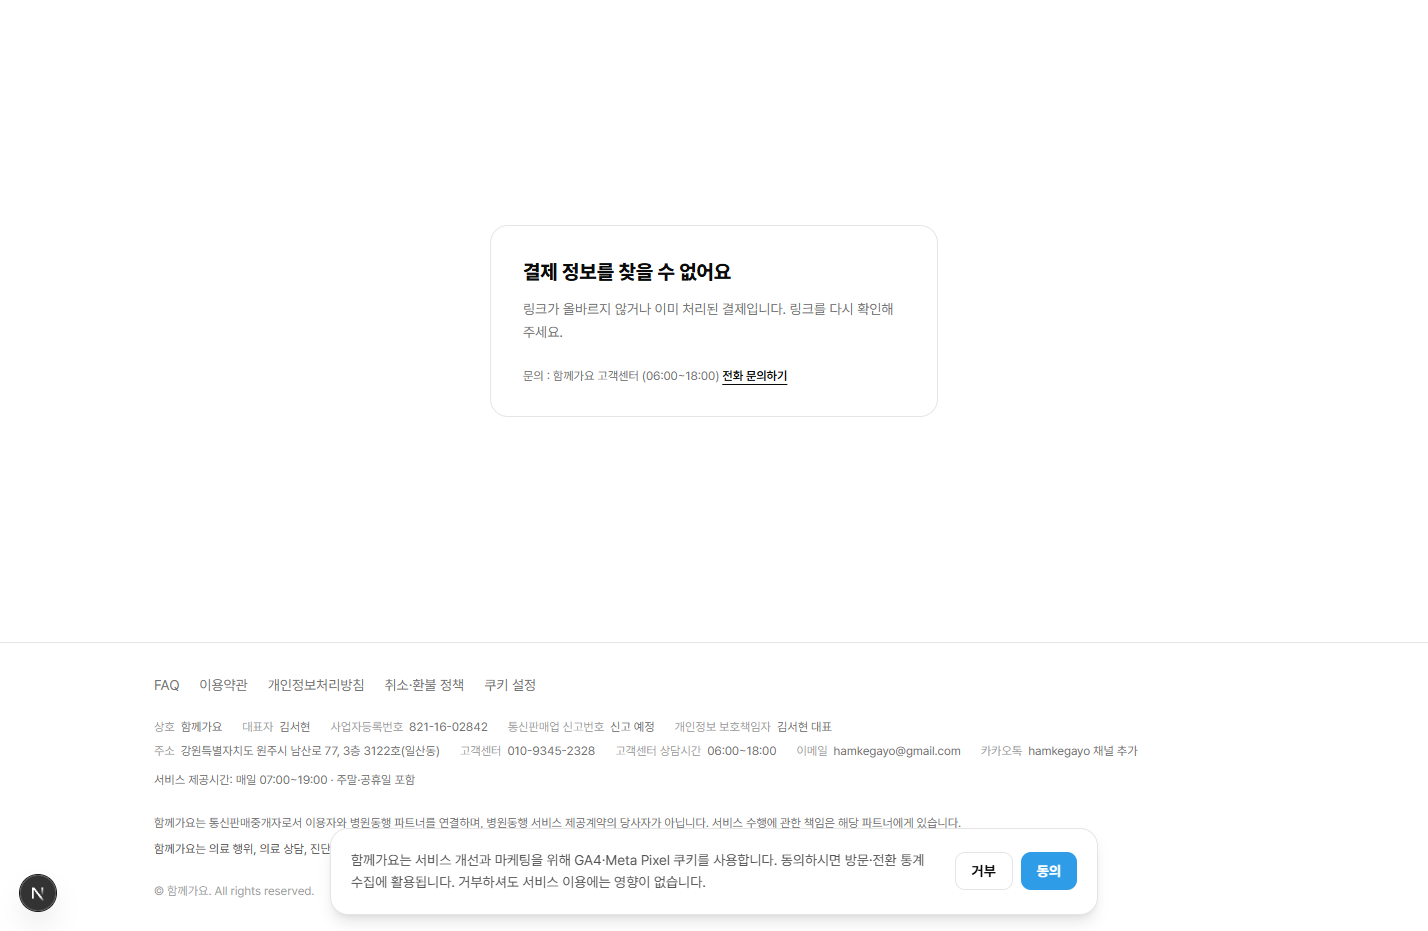 결제 정보를 찾을 수 없어요
링크가 올바르지 않거나 이미 처리된 결제입니다. 링크를 다시 확인해
주세요.
문의 : 함께가요 고객센터 (06:00~18:00) 전화 문의하기
FAQ 이용약관 개인정보처리방침 취소·환불 정책 쿠키 설정
상호 함께가요 대표자 김서현 사업자등록번호 821-16-02842 통신판매업 신고번호 신고 예정 개인정보 보호책임자 김서현 대표
주소 강원특별자치도 원주시 남산로 77, 3층 3122호(일산동) 고객센터 010-9345-2328 고객센터 상담시간 06:00~18:00 이메일 hamkegayo@gmail.com 카카오톡 hamkegayo 채널 추가
서비스 제공시간: 매일 07:00~19:00 · 주말·공휴일 포함
함께가요는 통신판매중개자로서 이용자와 병원동행 파트너를 연결하며, 병원동행 서비스 제공계약의 당사자가 아닙니다. 서비스 수행에 관한 책임은 해당 파트너에게 있습니다.
함께가요는 의료 행위, 의료 상담, 진단
함께가요는 서비스 개선과 마케팅을 위해 GA4·Meta Pixel 쿠키를 사용합니다. 동의하시면 방문·전환 통계
수집에 활용됩니다. 거부하셔도 서비스 이용에는 영향이 없습니다.
거부 동의
© 함께가요. All rights reserved.
N